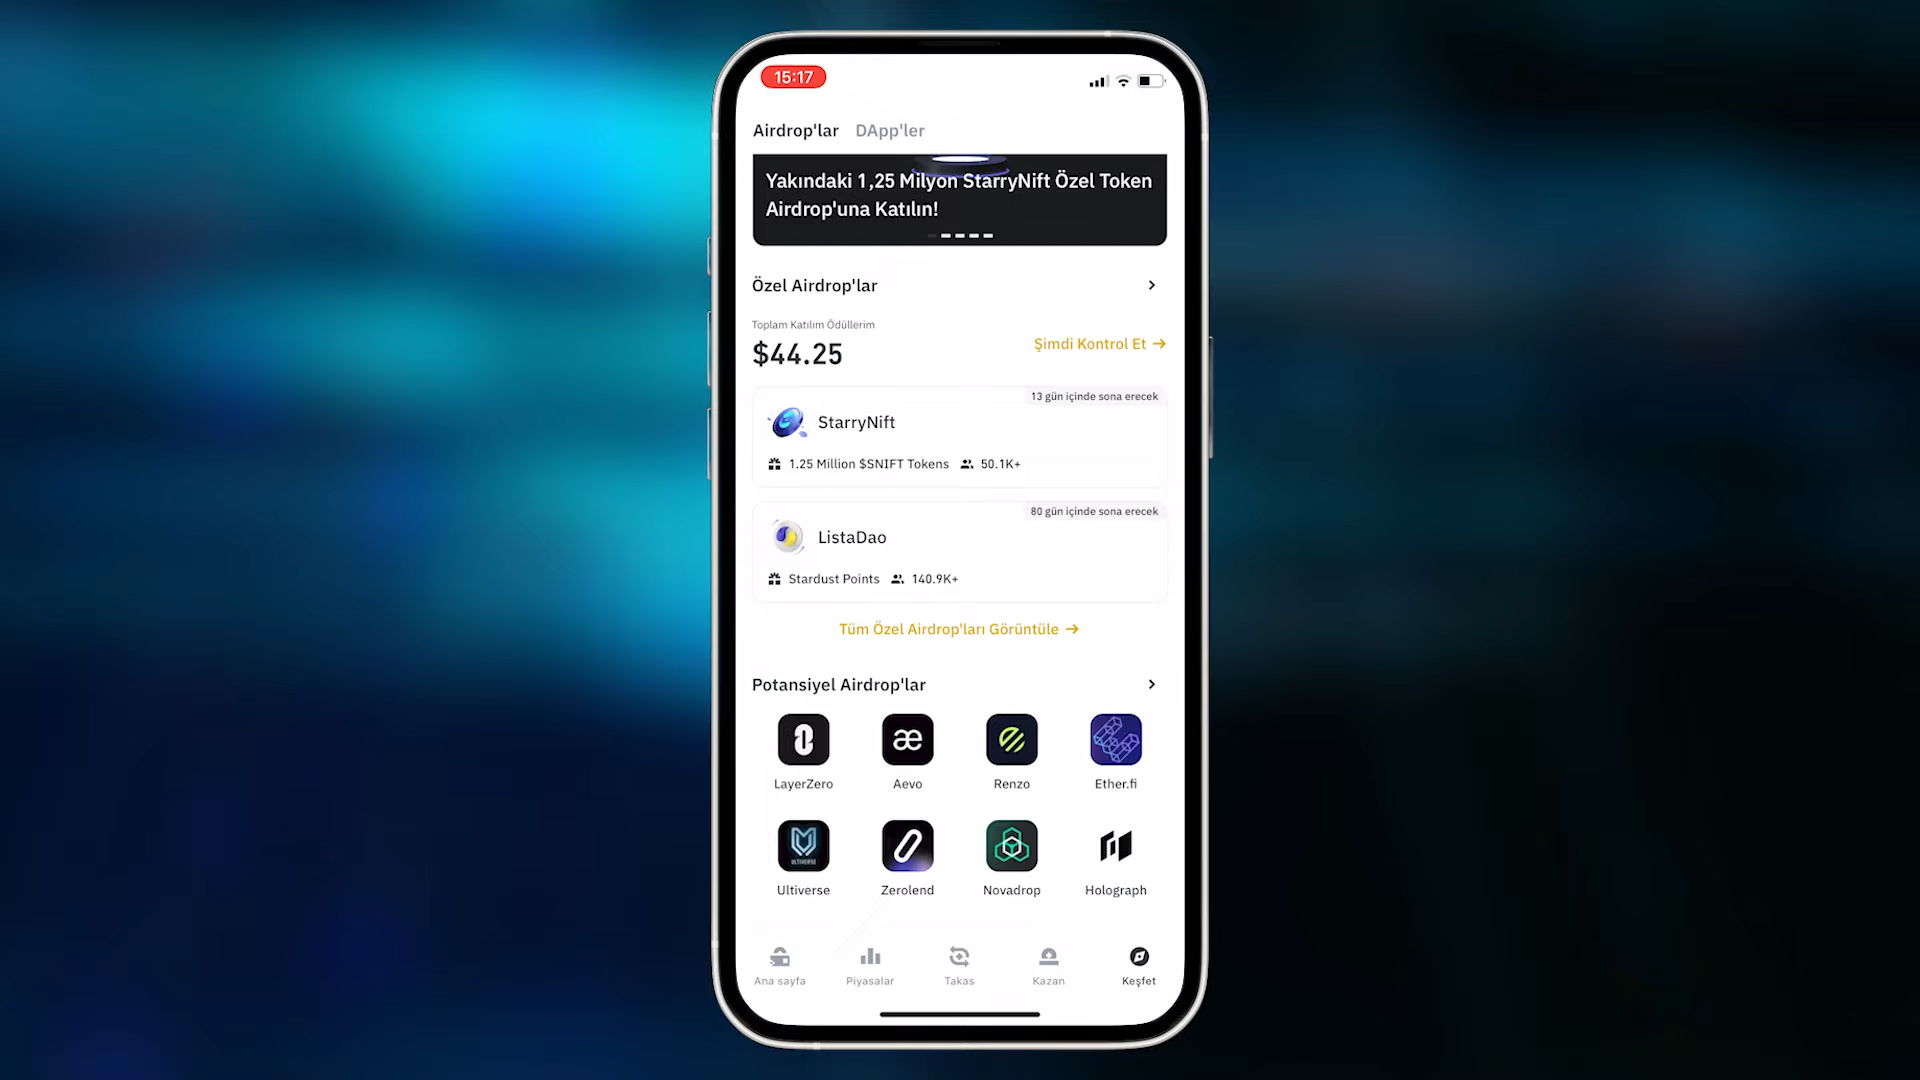 15:17
Airdrop'lar DApp'ler
Yakındaki 1,25 Milyon StarryNift Özel Token
Airdrop'una Katılın!
Özel Airdrop'lar
Toplam Katılım Ödüllerim
$44.25
Şimdi Kontrol Et →
13 gün içinde sona erecek
StarryNift
1.25 Million $SNIFT Tokens 50.1K+
80 gün içinde sona erecek
ListaDao
Stardust Points 140.9K+
Tüm Özel Airdrop'ları Görüntüle →
Potansiyel Airdrop'lar
æ
LayerZero Aevo Renzo Ether.fi
ULTIVERSE
Ultiverse Zerolend Novadrop Holograph
Ana sayfa Piyasalar Takas Kazan Keşfet